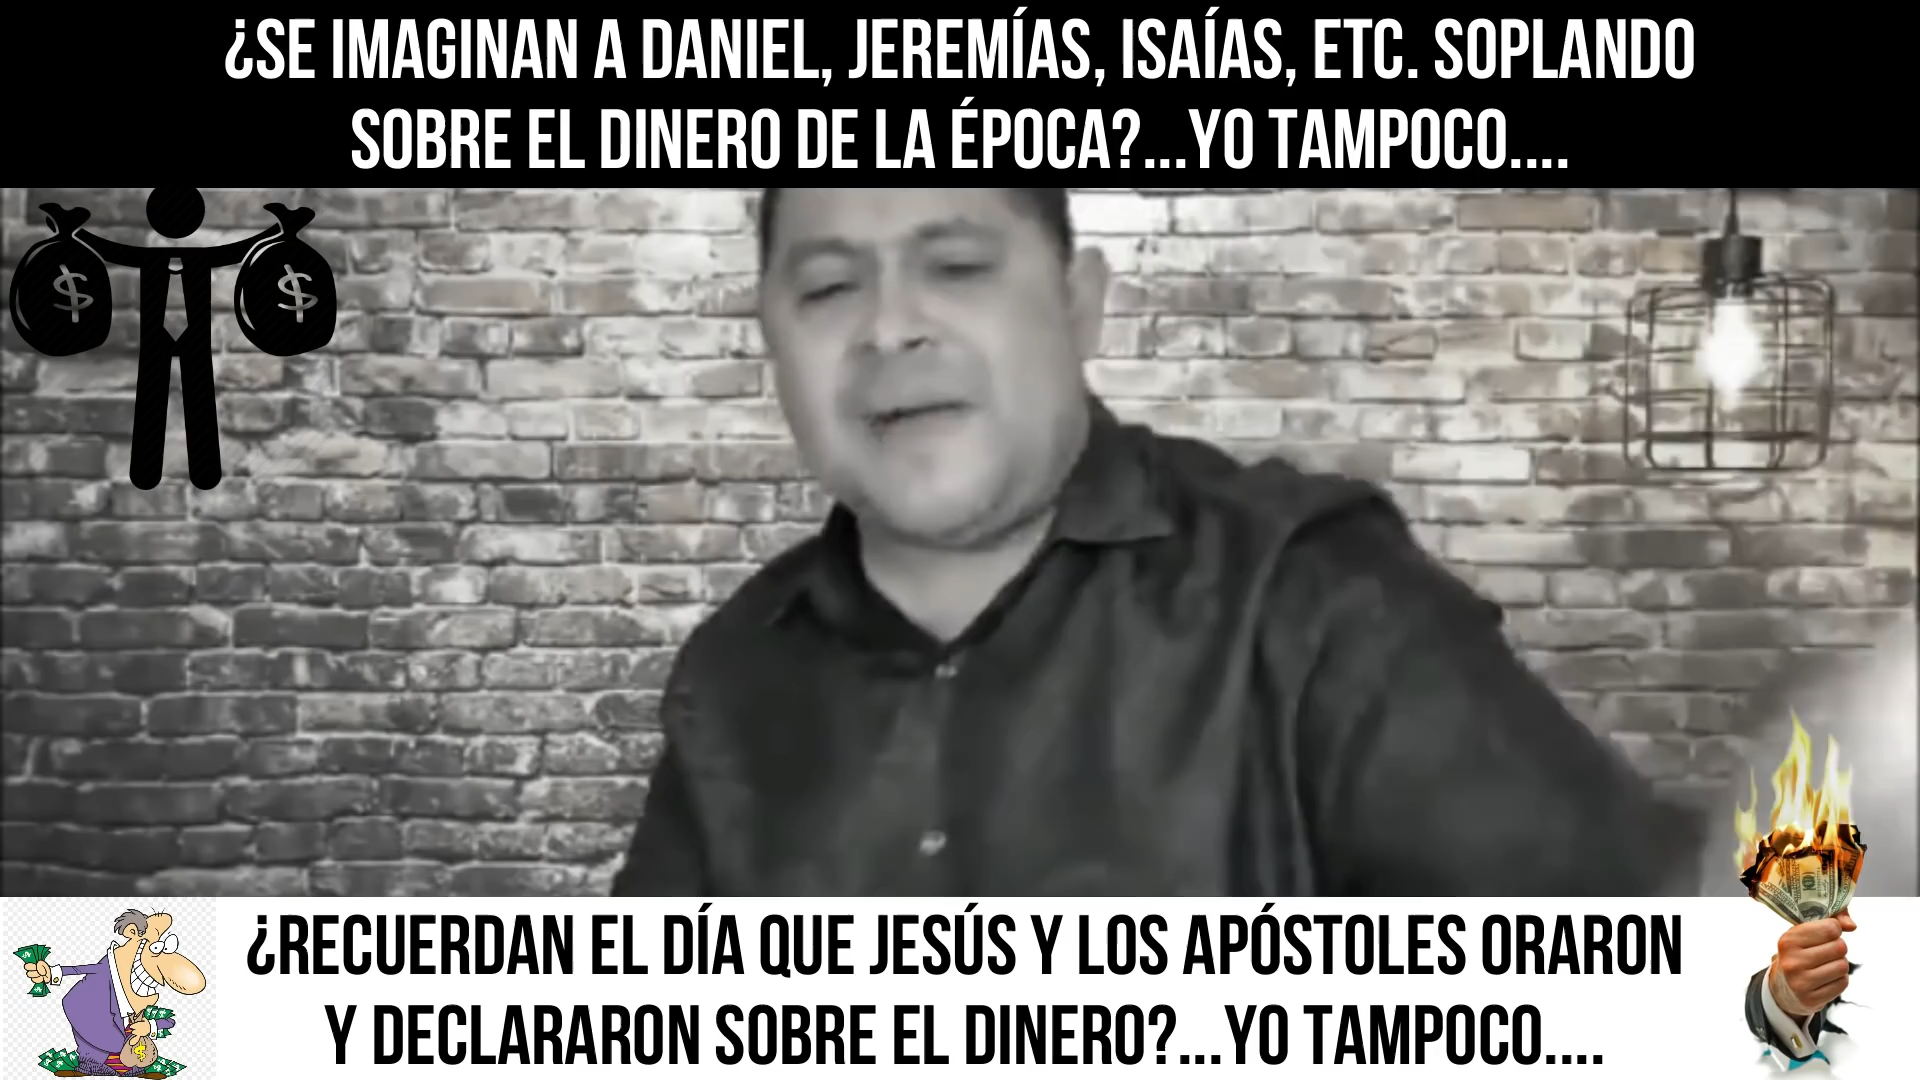 ¿SE IMAGINAN A DANIEL, JEREMÍAS, ISAÍAS, ETC. SOPLANDO
SOBRE EL DINERO DE LA ÉPOCA?...YO TAMPOCO....
$ $
¿RECUERDAN EL DÍA QUE JESÚS Y LOS APÓSTOLES ORARON
Y DECLARARON SOBRE EL DINERO?...YO TAMPOCO....